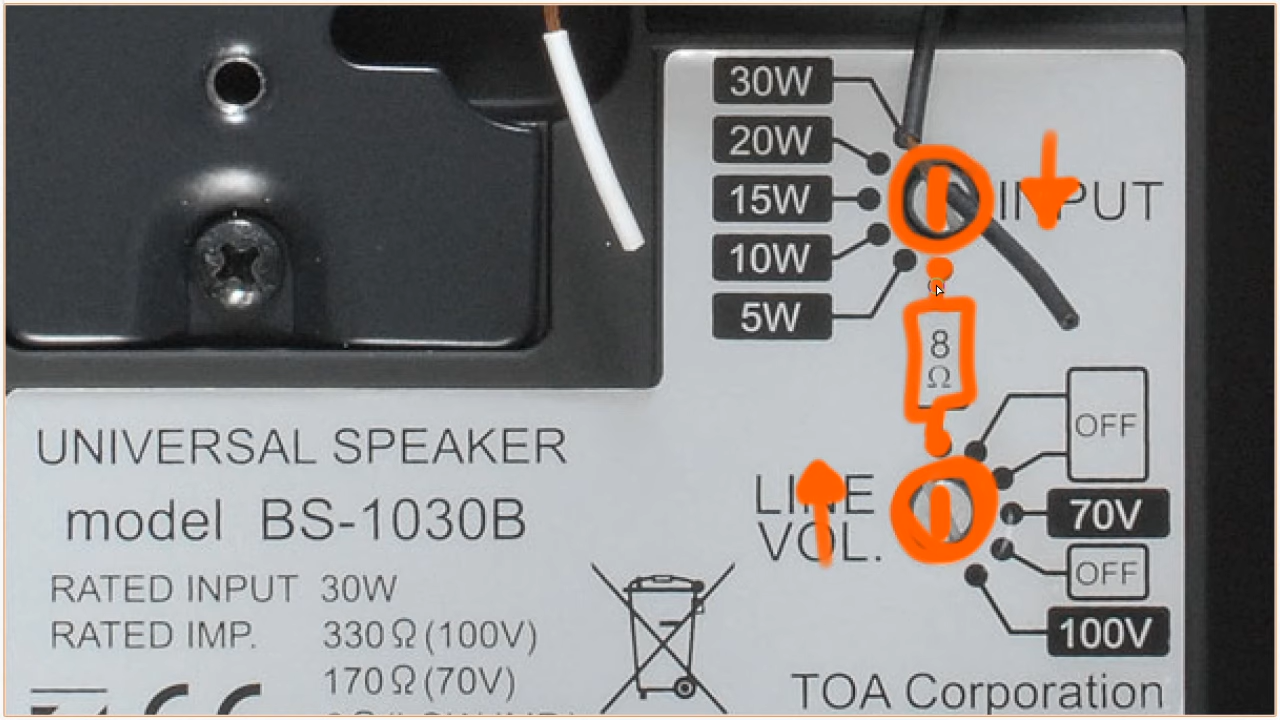 30W
20W
15W
10W
5W
INPUT
8
Ω
OFF
LINE
VOL.
70V
OFF
100V
UNIVERSAL SPEAKER
model BS-1030B
RATED INPUT 30W
RATED IMP. 330Ω(100V)
170Ω(70V)
TOA Corporation